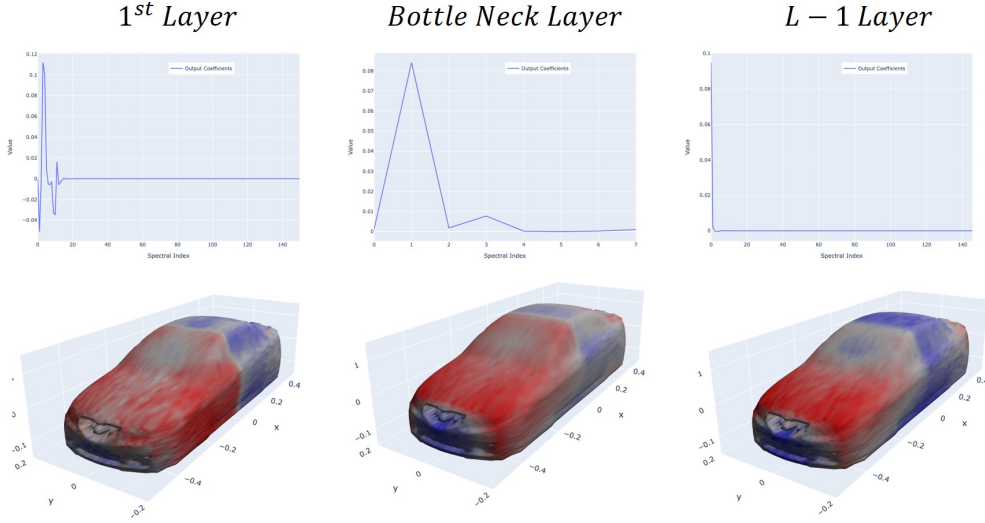 1st Layer
Bottle Neck Layer
L − 1 Layer
Output Coefficients
0.12
0.1
0.08
0.06
0.04
0.02
0
−0.02
−0.04
Value
0 20 40 60 80 100 120 140
Spectral Index
Output Coefficients
0.08
0.07
0.06
0.05
0.04
0.03
0.02
0.01
0
Value
0 1 2 3 4 5 6 7
Spectral Index
Output Coefficients
0.1
0.08
0.06
0.04
0.02
0
Value
0 20 40 60 80 100 120 140
Spectral Index
−0.1
0.2
0
y
−0.2
−0.4
−0.2
0
x
0.2
0.4
1
0
−0.1
0.2
0
y
−0.2
−0.4
−0.2
0
x
0.2
0.4
1
0
−0.1
0.2
0
y
−0.2
−0.4
−0.2
0
x
0.2
0.4